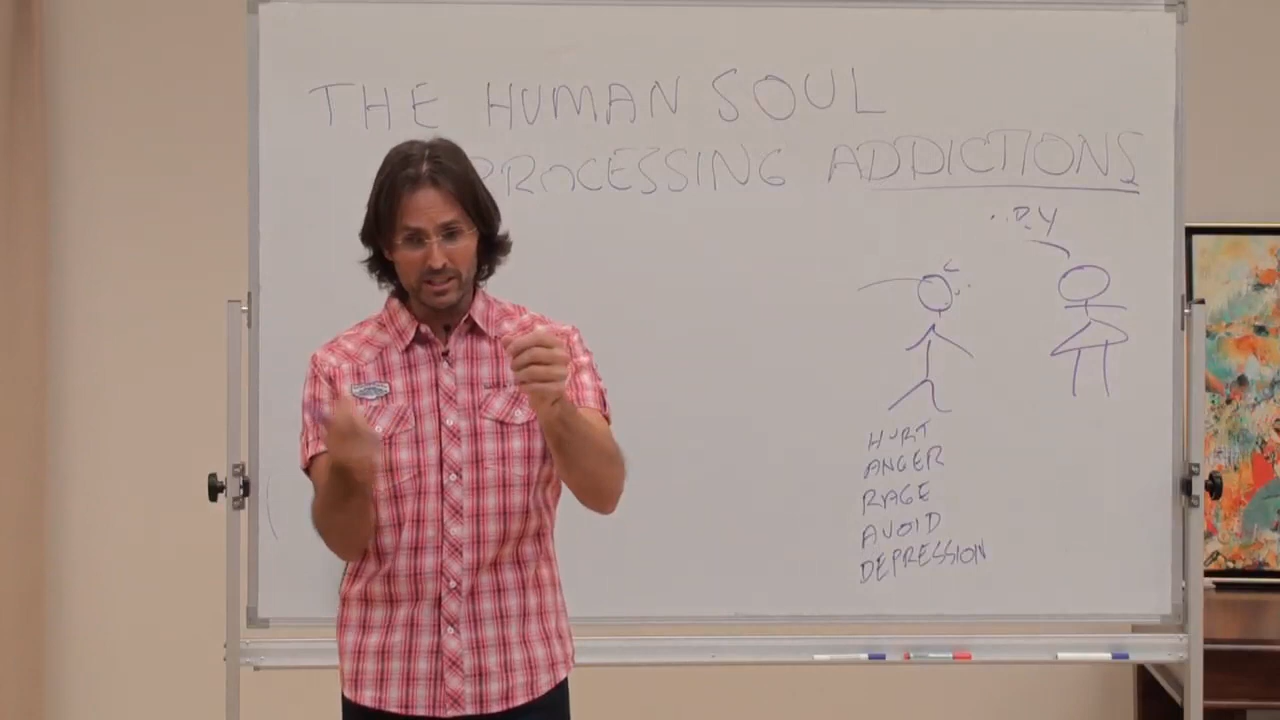 THE HUMAN SOUL
PROCESSING ADDICTIONS
HURT
ANGER
RAGE
AVOID
DEPRESSION